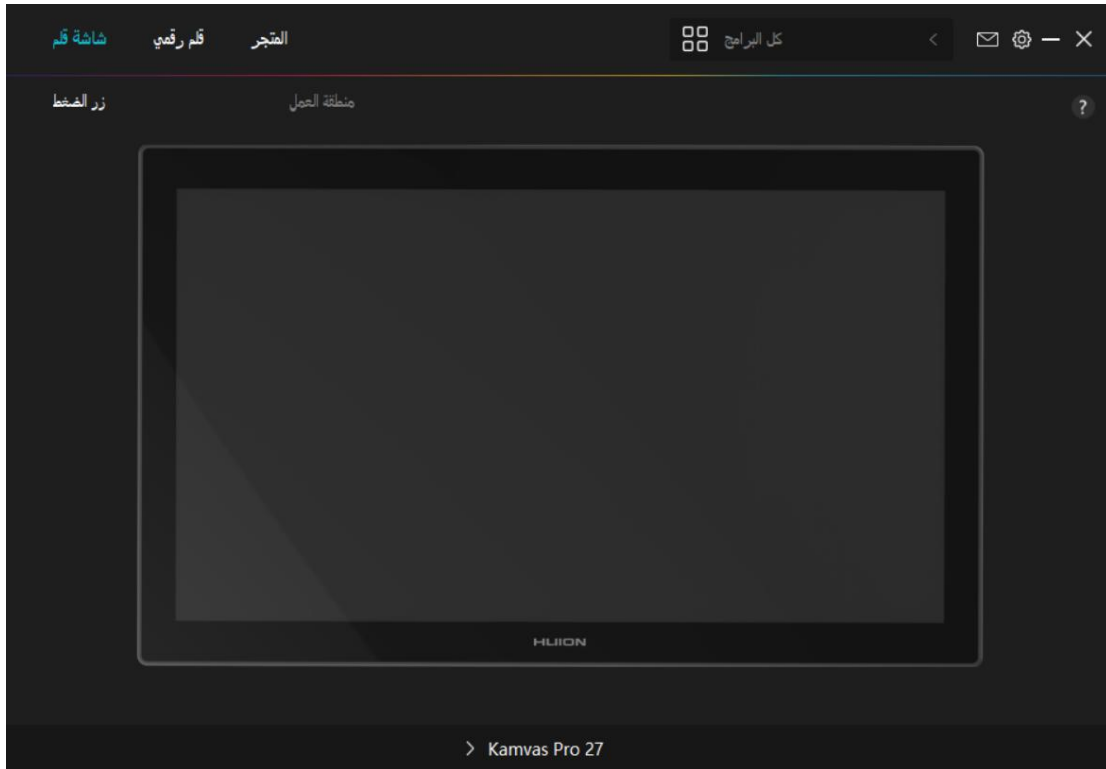 شاشة قلم
قلم رقمي
المتجر
كل البرامج
زر الضغط
منطقة العمل
?
HUION
> Kamvas Pro 27